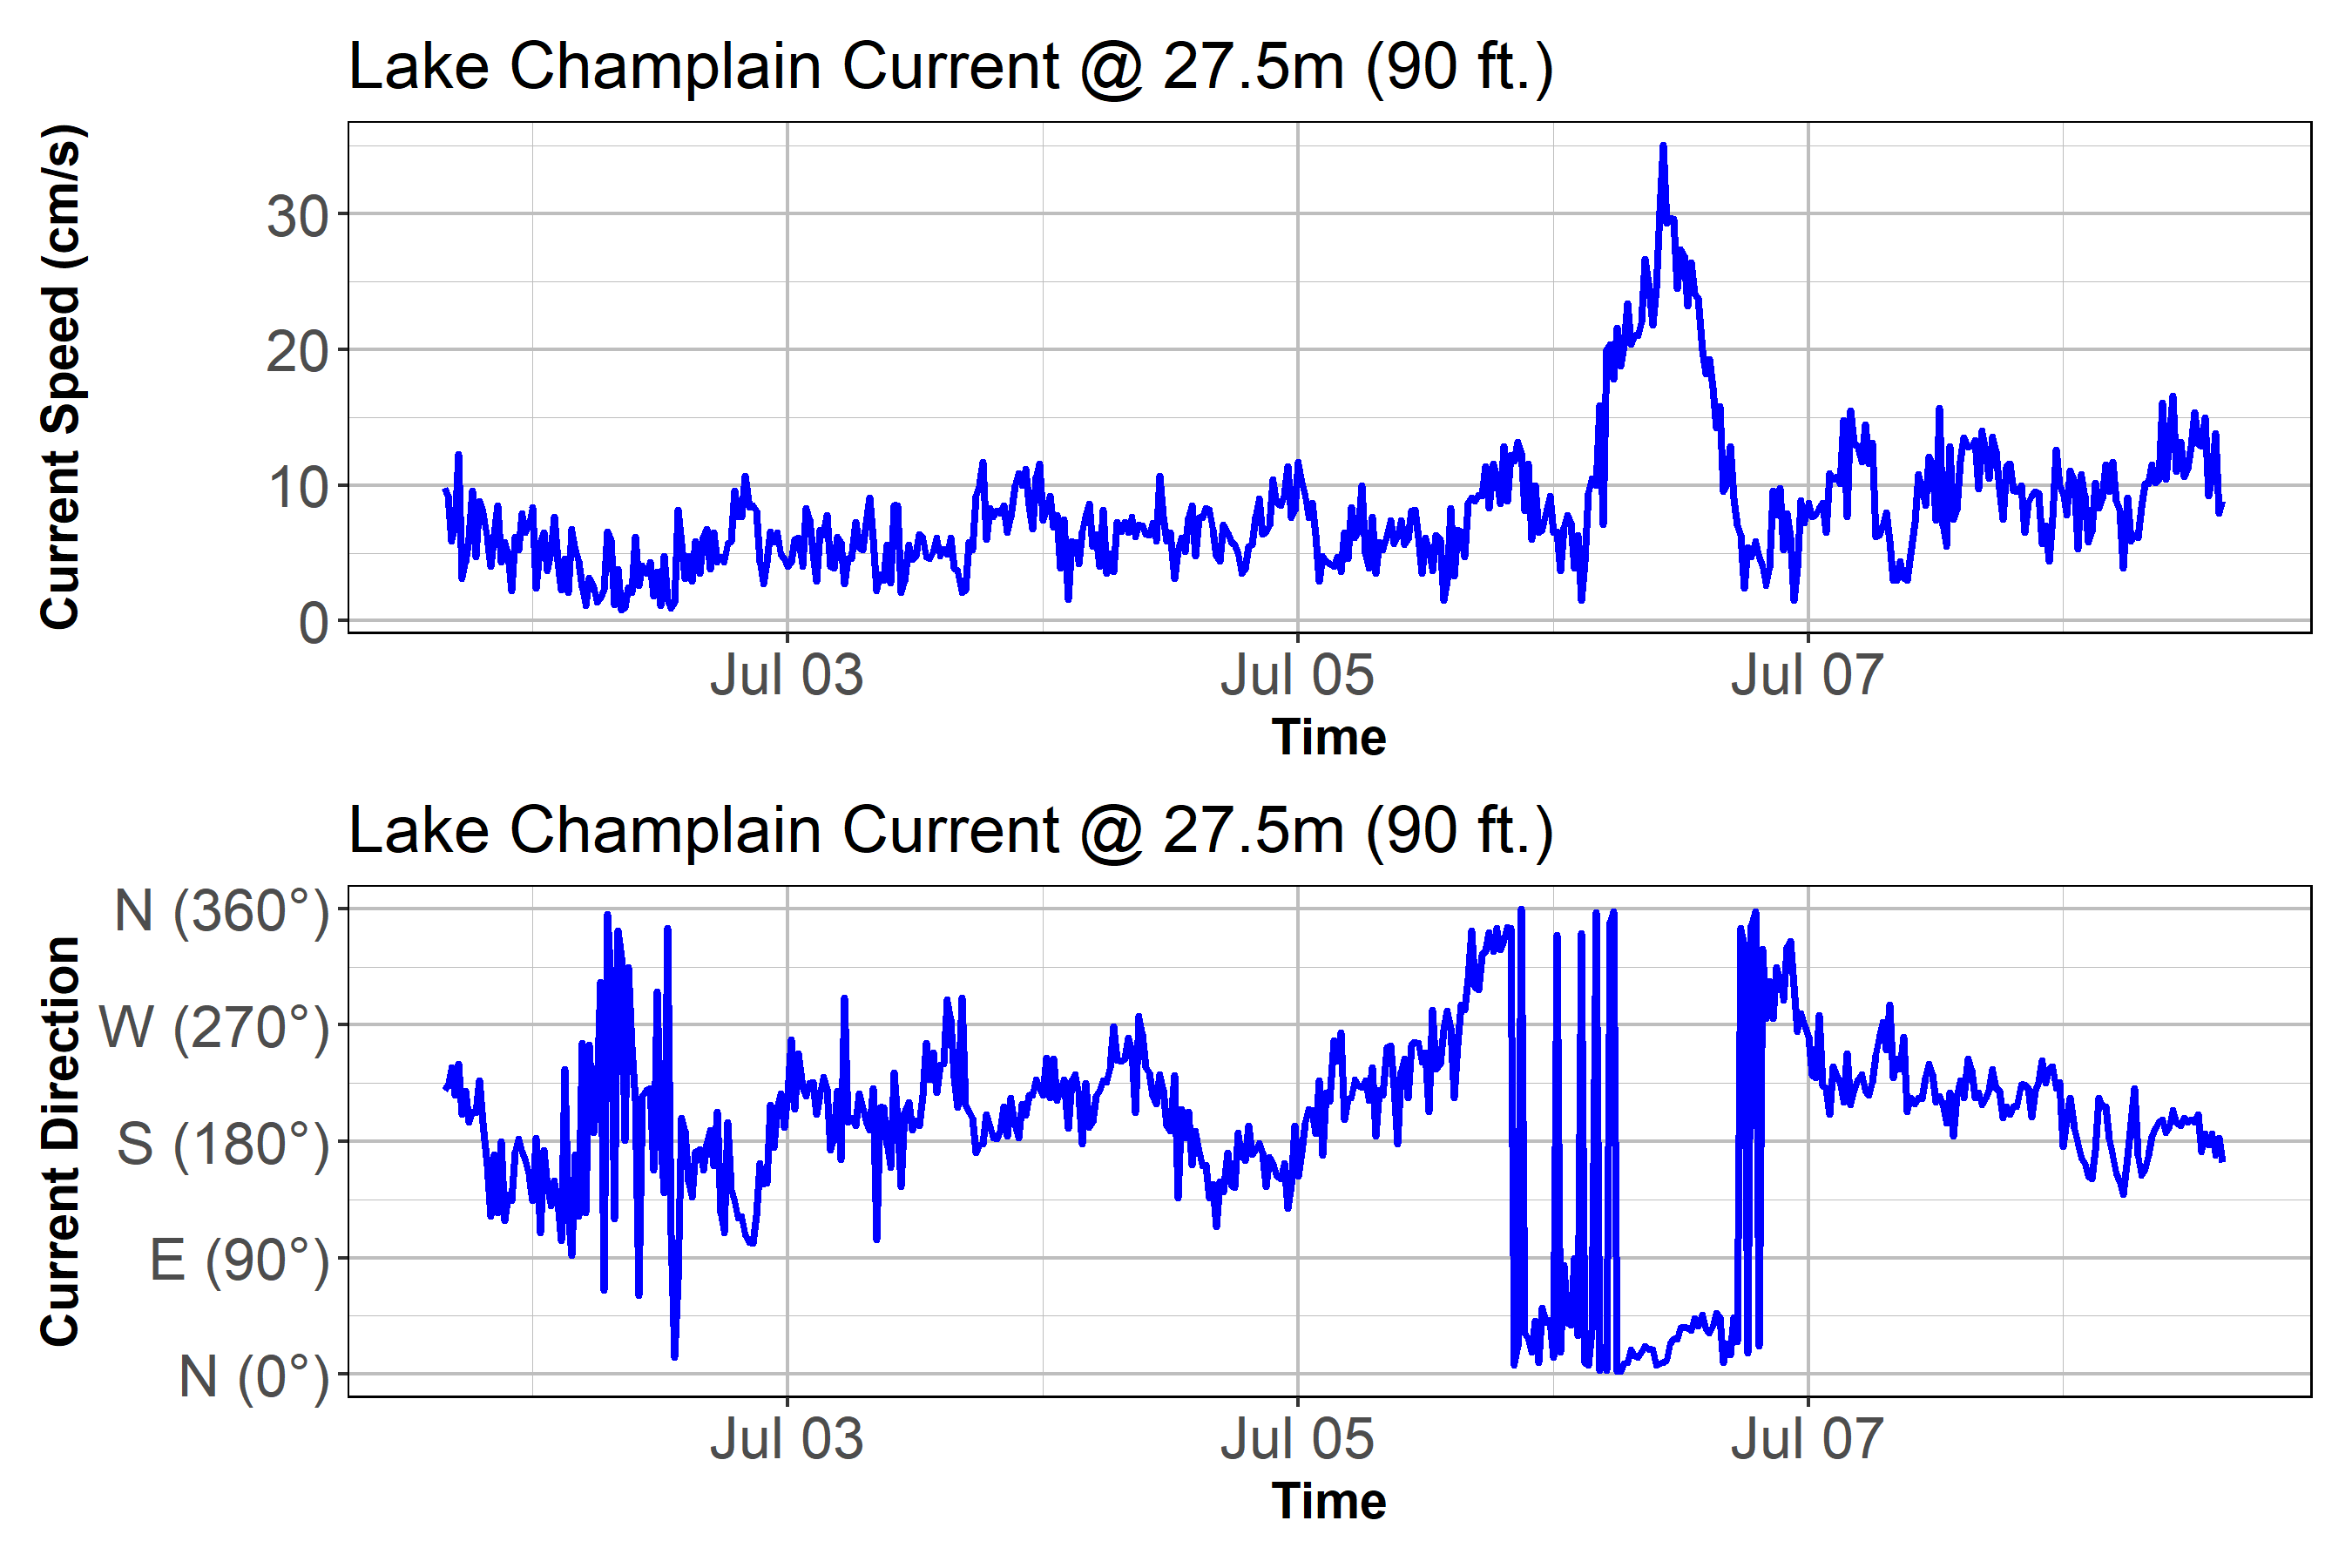 Lake Champlain Current @ 27.5m (90 ft.)
Current Speed (cm/s)
30
20
10
0
Jul 03 Jul 05 Jul 07
Time
Lake Champlain Current @ 27.5m (90 ft.)
Current Direction
N (360°)
W (270°)
S (180°)
E (90°)
N (0°)
Jul 03 Jul 05 Jul 07
Time